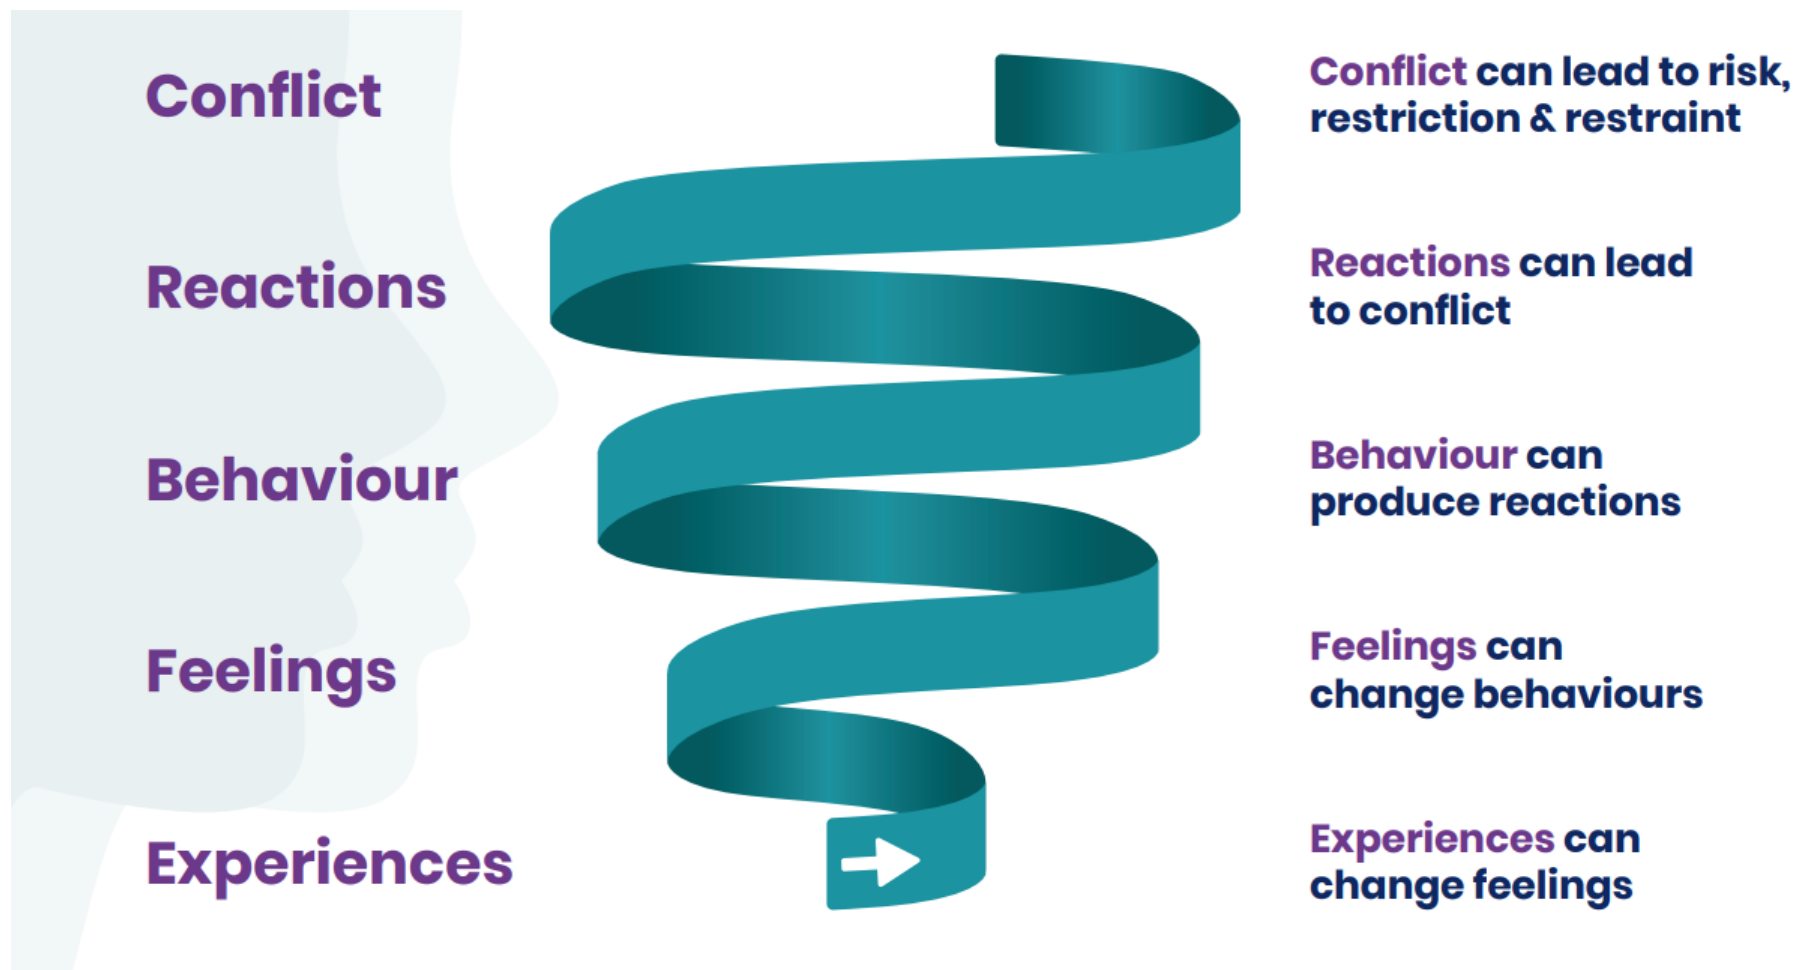 Conflict
Conflict can lead to risk,
restriction & restraint
Reactions
Reactions can lead
to conflict
Behaviour
Behaviour can
produce reactions
Feelings
Feelings can
change behaviours
Experiences
Experiences can
change feelings